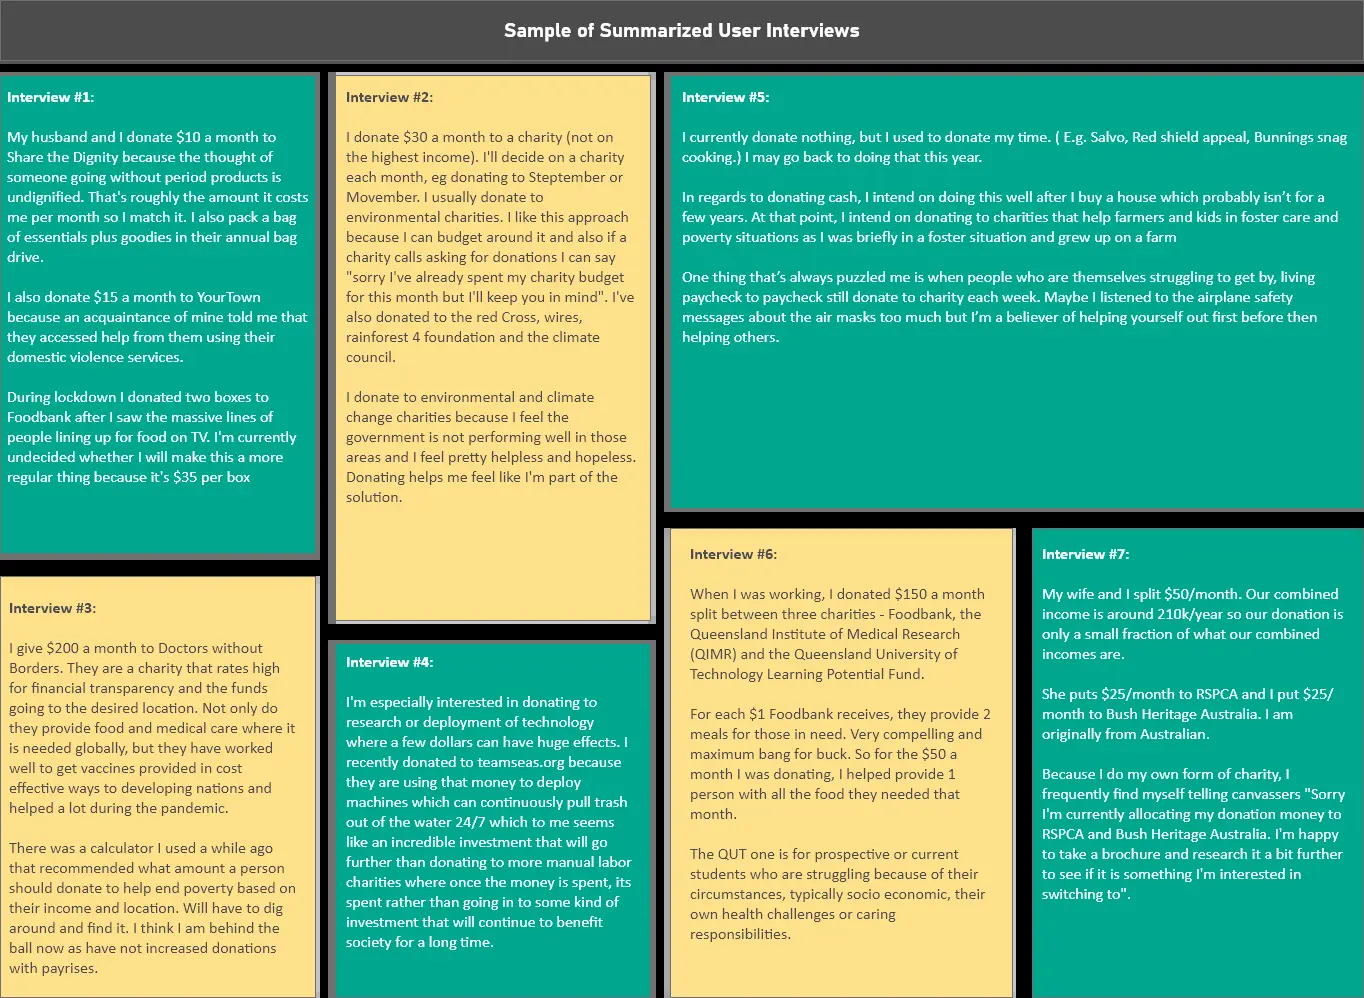 Sample of Summarized User Interviews
Interview #1:
My husband and I donate $10 a month to
Share the Dignity because the thought of
someone going without period products is
undignified. That's roughly the amount it costs
me per month so I match it. I also pack a bag
of essentials plus goodies in their annual bag
drive.
I also donate $15 a month to YourTown
because an acquaintance of mine told me that
they accessed help from them using their
domestic violence services.
During lockdown I donated two boxes to
Foodbank after I saw the massive lines of
people lining up for food on TV. I'm currently
undecided whether I will make this a more
regular thing because it's $35 per box
Interview #2:
I donate $30 a month to a charity (not on
the highest income). I'll decide on a charity
each month, eg donating to Steptember or
Movember. I usually donate to
environmental charities. I like this approach
because I can budget around it and also if a
charity calls asking for donations I can say
"sorry I've already spent my charity budget
for this month but I'll keep you in mind". I've
also donated to the red Cross, wires,
rainforest 4 foundation and the climate
council.
I donate to environmental and climate
change charities because I feel the
government is not performing well in those
areas and I feel pretty helpless and hopeless.
Donating helps me feel like I'm part of the
solution.
Interview #3:
I give $200 a month to Doctors without
Borders. They are a charity that rates high
for financial transparency and the funds
going to the desired location. Not only do
they provide food and medical care where it
is needed globally, but they have worked
well to get vaccines provided in cost
effective ways to developing nations and
helped a lot during the pandemic.
There was a calculator I used a while ago
that recommended what amount a person
should donate to help end poverty based on
their income and location. Will have to dig
around and find it. I think I am behind the
ball now as have not increased donations
with payrises.
Interview #4:
I'm especially interested in donating to
research or deployment of technology
where a few dollars can have huge effects. I
recently donated to teamseas.org because
they are using that money to deploy
machines which can continuously pull trash
out of the water 24/7 which to me seems
like an incredible investment that will go
further than donating to more manual labor
charities where once the money is spent, its
spent rather than going in to some kind of
investment that will continue to benefit
society for a long time.
Interview #5:
I currently donate nothing, but I used to donate my time. ( E.g. Salvo, Red shield appeal, Bunnings snag
cooking.) I may go back to doing that this year.
In regards to donating cash, I intend on doing this well after I buy a house which probably isn’t for a
few years. At that point, I intend on donating to charities that help farmers and kids in foster care and
poverty situations as I was briefly in a foster situation and grew up on a farm
One thing that’s always puzzled me is when people who are themselves struggling to get by, living
paycheck to paycheck still donate to charity each week. Maybe I listened to the airplane safety
messages about the air masks too much but I’m a believer of helping yourself out first before then
helping others.
Interview #6:
When I was working, I donated $150 a month
split between three charities - Foodbank, the
Queensland Institute of Medical Research
(QIMR) and the Queensland University of
Technology Learning Potential Fund.
For each $1 Foodbank receives, they provide 2
meals for those in need. Very compelling and
maximum bang for buck. So for the $50 a
month I was donating, I helped provide 1
person with all the food they needed that
month.
The QUT one is for prospective or current
students who are struggling because of their
circumstances, typically socio economic, their
own health challenges or caring
responsibilities.
Interview #7:
My wife and I split $50/month. Our combined
income is around 210k/year so our donation is
only a small fraction of what our combined
incomes are.
She puts $25/month to RSPCA and I put $25/
month to Bush Heritage Australia. I am
originally from Australian.
Because I do my own form of charity, I
frequently find myself telling canvassers "Sorry
I'm currently allocating my donation money to
RSPCA and Bush Heritage Australia. I'm happy
to take a brochure and research it a bit further
to see if it is something I'm interested in
switching to".